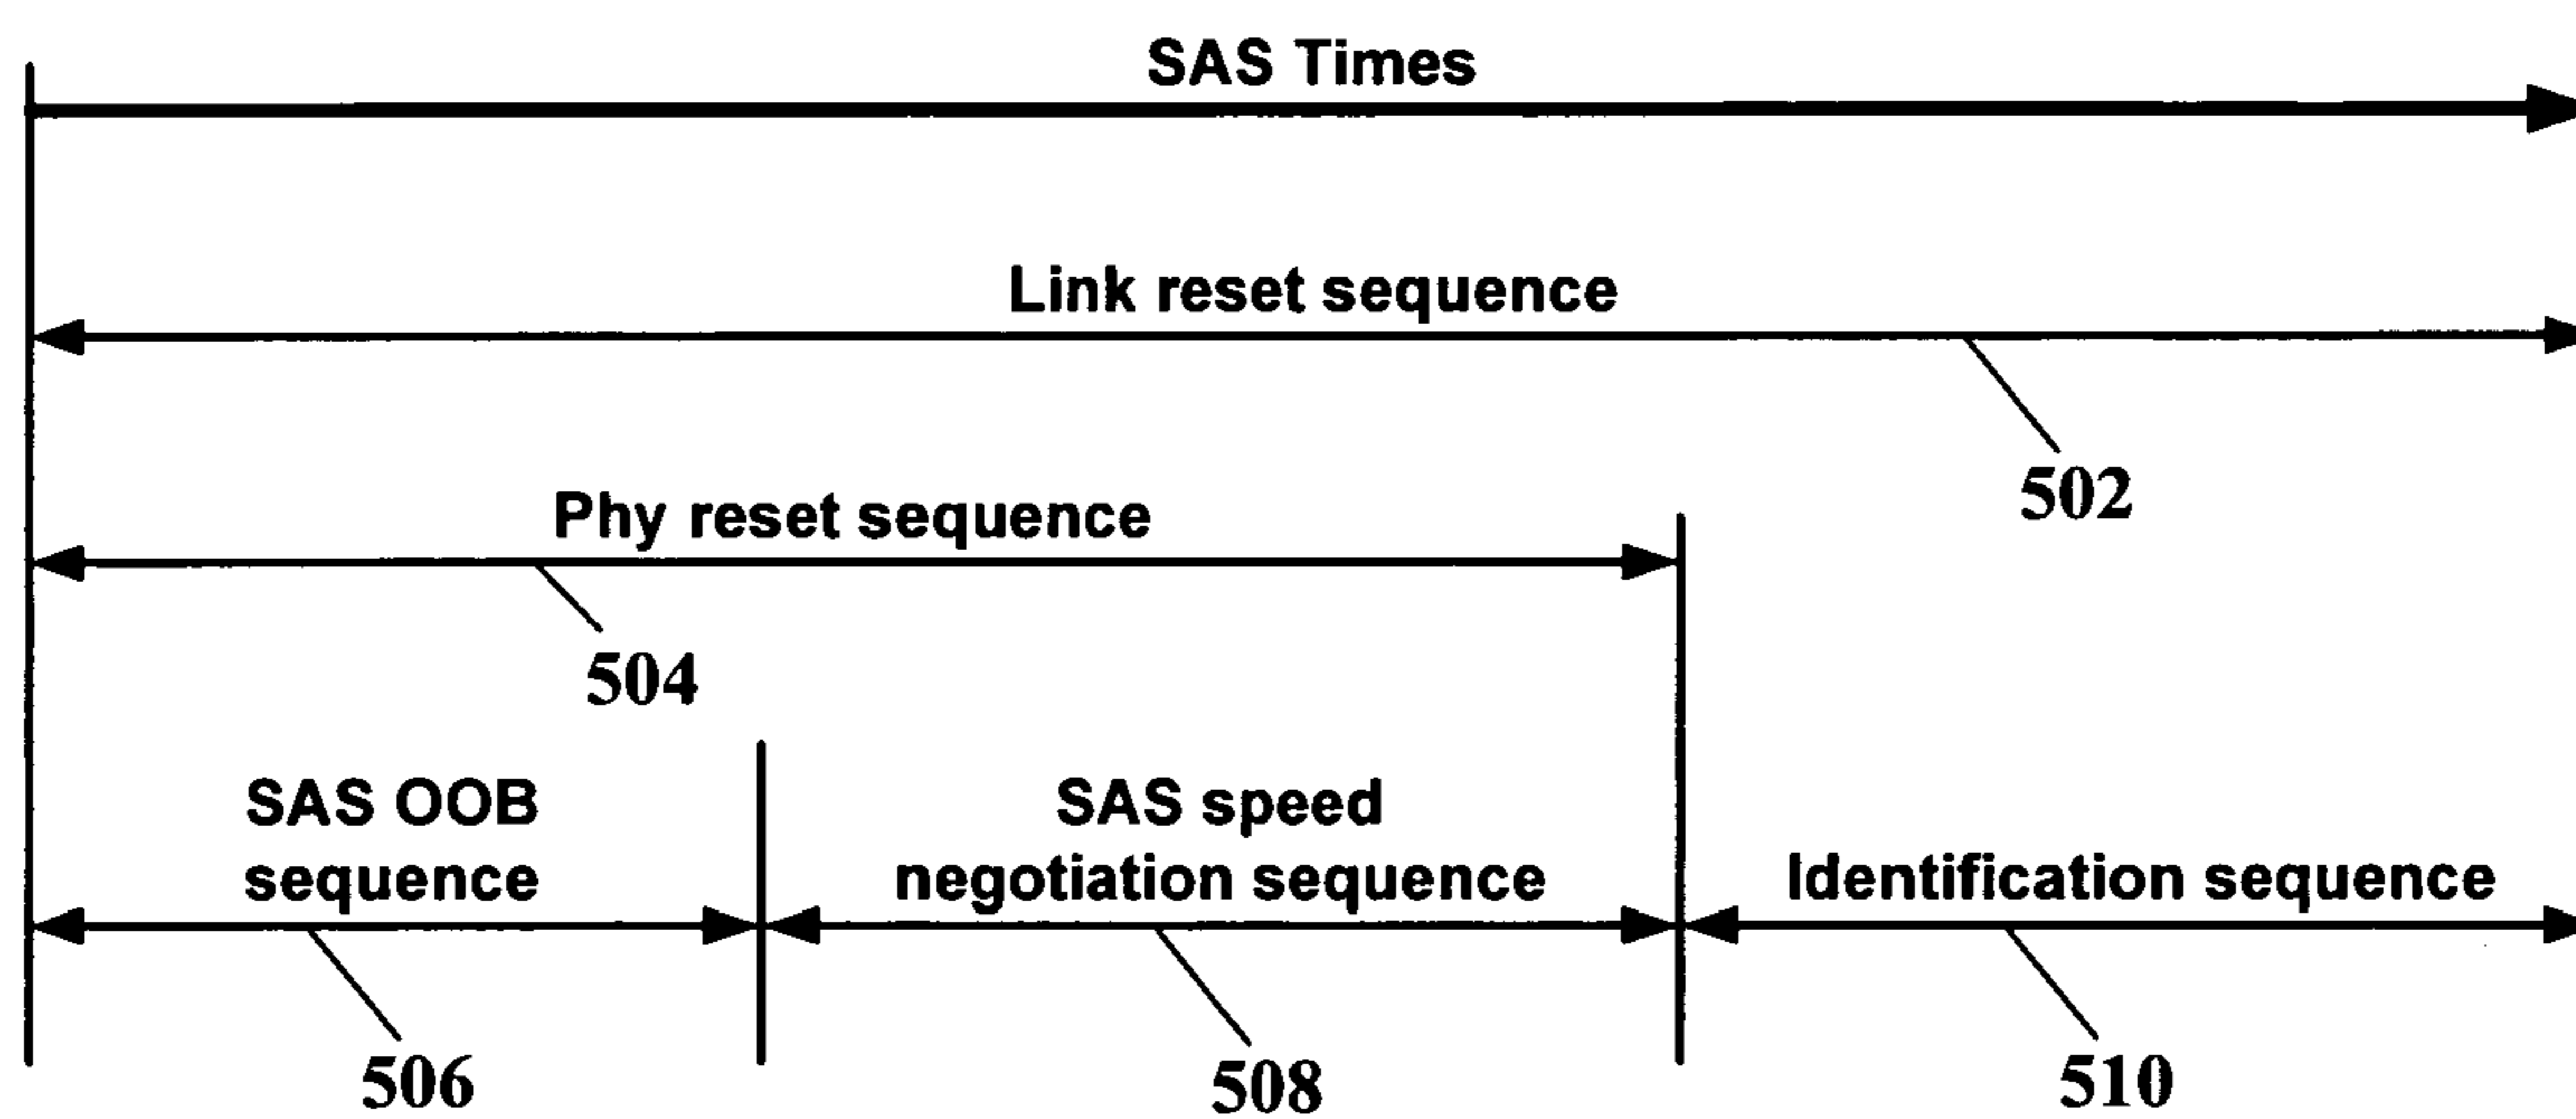 SAS Times
Link reset sequence
502
Phy reset sequence
504
SAS OOB
sequence
SAS speed
negotiation sequence
Identification sequence
506
508
510